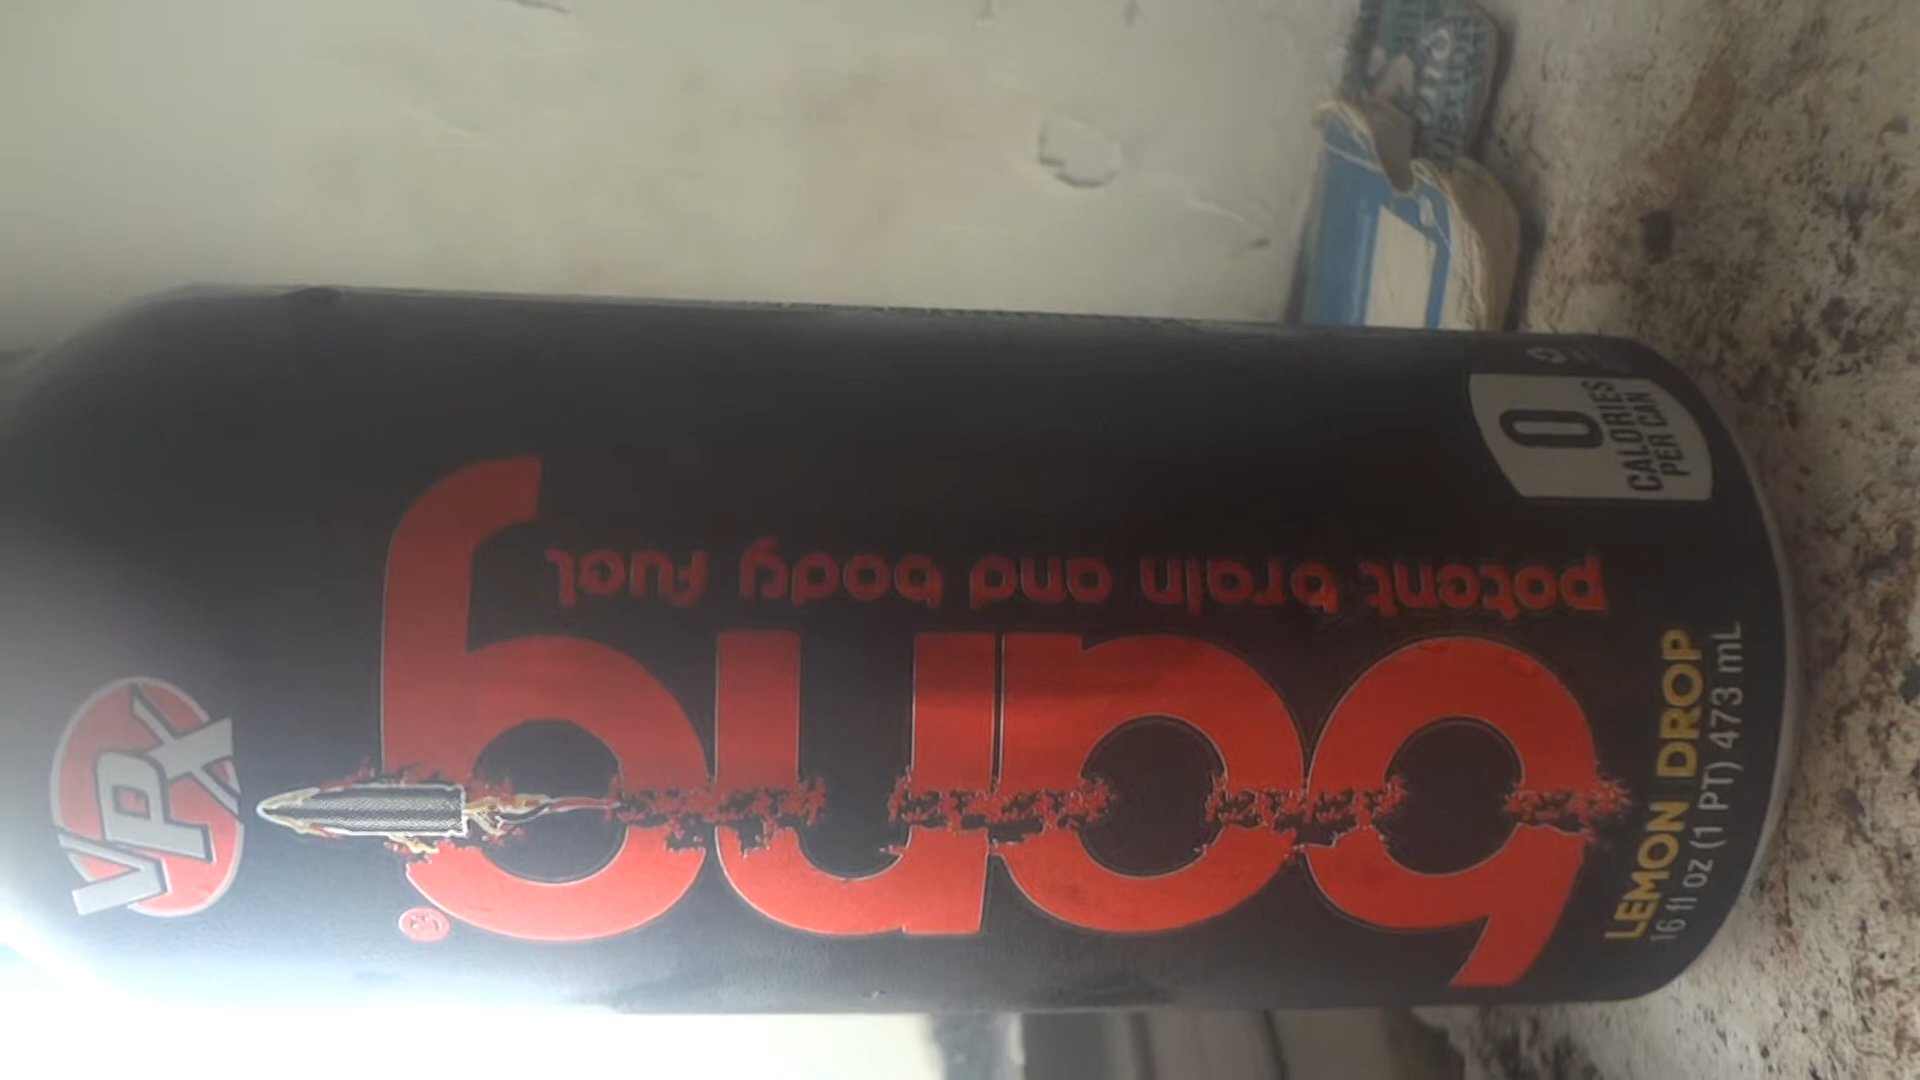 VPX
bang
®
potent brain and body fuel
0
CALORIES
PER CAN
LEMON DROP
16 fl oz (1 PT) 473 mL